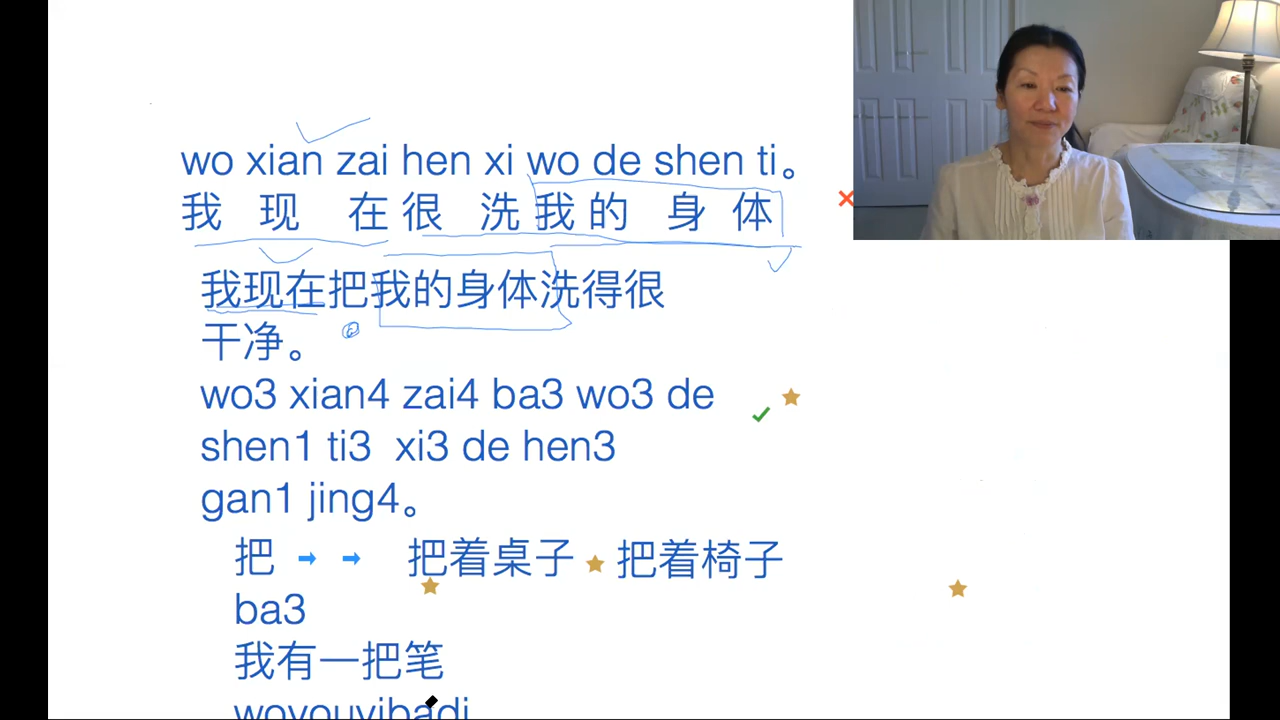 wo xian zai hen xi wo de shen ti。
我 现 在 很 洗 我 的 身 体
我现在把我的身体洗得很
干净。
wo3 xian4 zai4 ba3 wo3 de
shen1 ti3 xi3 de hen3
gan1 jing4。
把 → → 把着桌子 把着椅子
ba3
我有一把笔